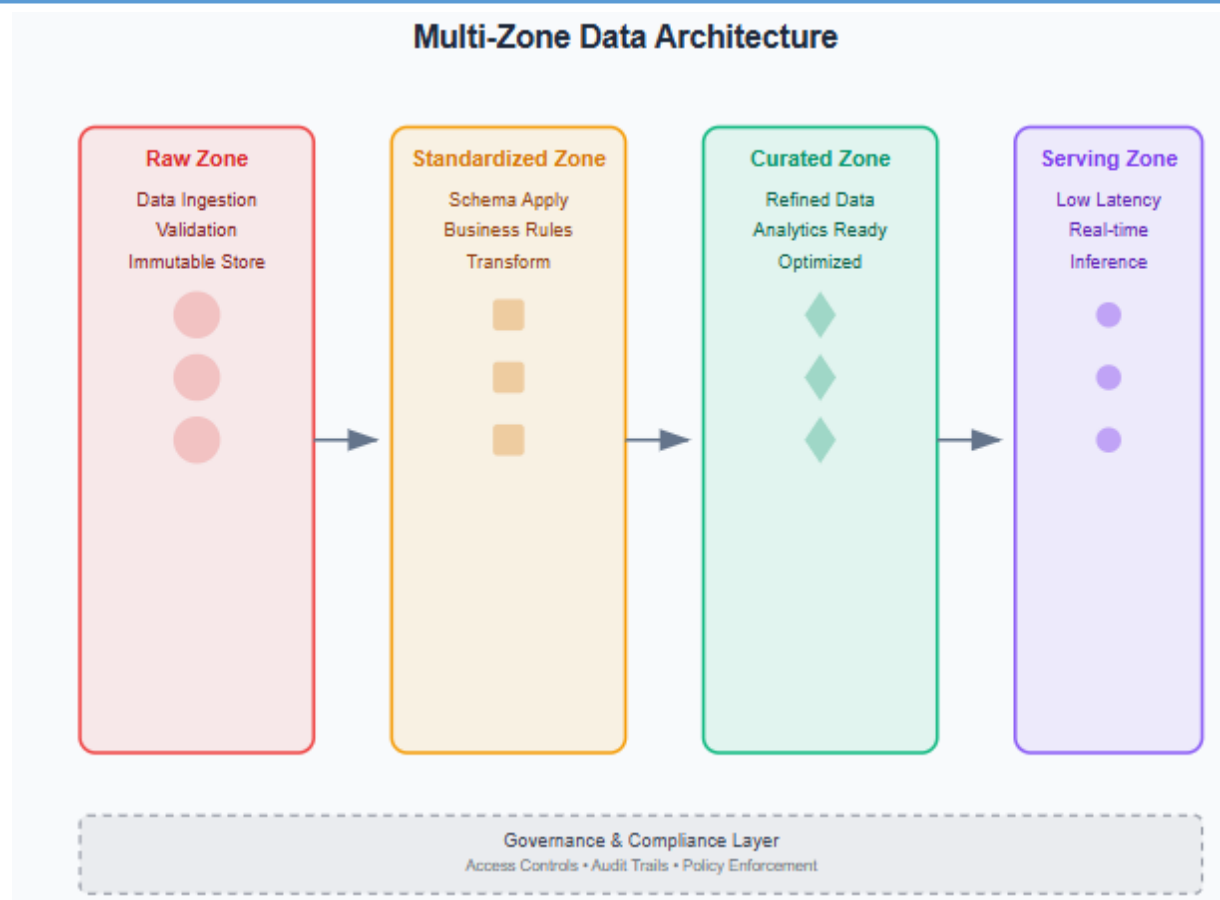 Multi-Zone Data Architecture
Raw Zone
Data Ingestion
Validation
Immutable Store
Standardized Zone
Schema Apply
Business Rules
Transform
Curated Zone
Refined Data
Analytics Ready
Optimized
Serving Zone
Low Latency
Real-time
Inference
Governance & Compliance Layer
Access Controls • Audit Trails • Policy Enforcement